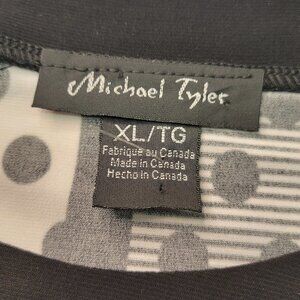 Michael Tyler
XL/TG
Fabriqué au Canada
Made in Canada
Hecho in Canada